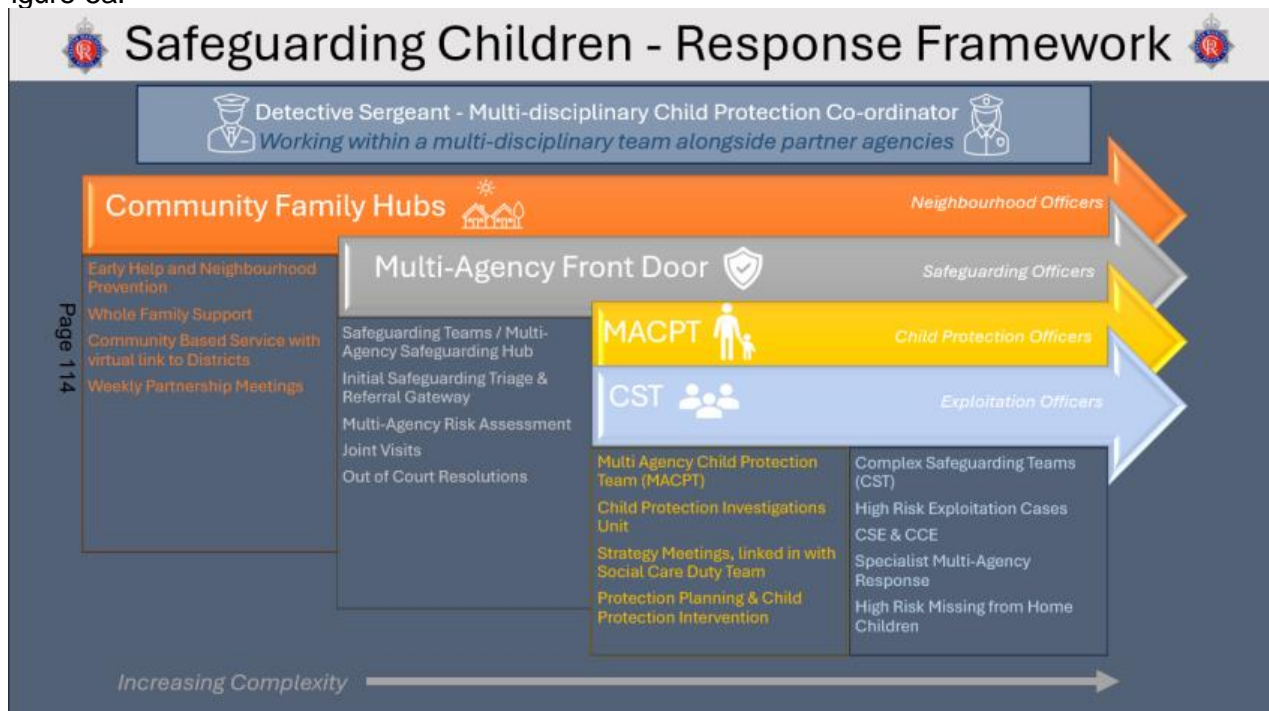 igure 8a.
Safeguarding Children - Response Framework
Detective Sergeant - Multi-disciplinary Child Protection Co-ordinator
Working within a multi-disciplinary team alongside partner agencies
Community Family Hubs
Neighbourhood Officers
Early Help and Neighbourhood
Prevention
Whole Family Support
Community Based Service with
virtual link to Districts
Weekly Partnership Meetings
Multi-Agency Front Door
Safeguarding Officers
Safeguarding Teams / Multi-
Agency Safeguarding Hub
Initial Safeguarding Triage &
Referral Gateway
Multi-Agency Risk Assessment
Joint Visits
Out of Court Resolutions
MACPT
Child Protection Officers
CST
Exploitation Officers
Multi Agency Child Protection
Team (MACPT)
Child Protection Investigations
Unit
Strategy Meetings, linked in with
Social Care Duty Team
Protection Planning & Child
Protection Intervention
Complex Safeguarding Teams
(CST)
High Risk Exploitation Cases
CSE & CCE
Specialist Multi-Agency
Response
High Risk Missing from Home
Children
Increasing Complexity
Page 114